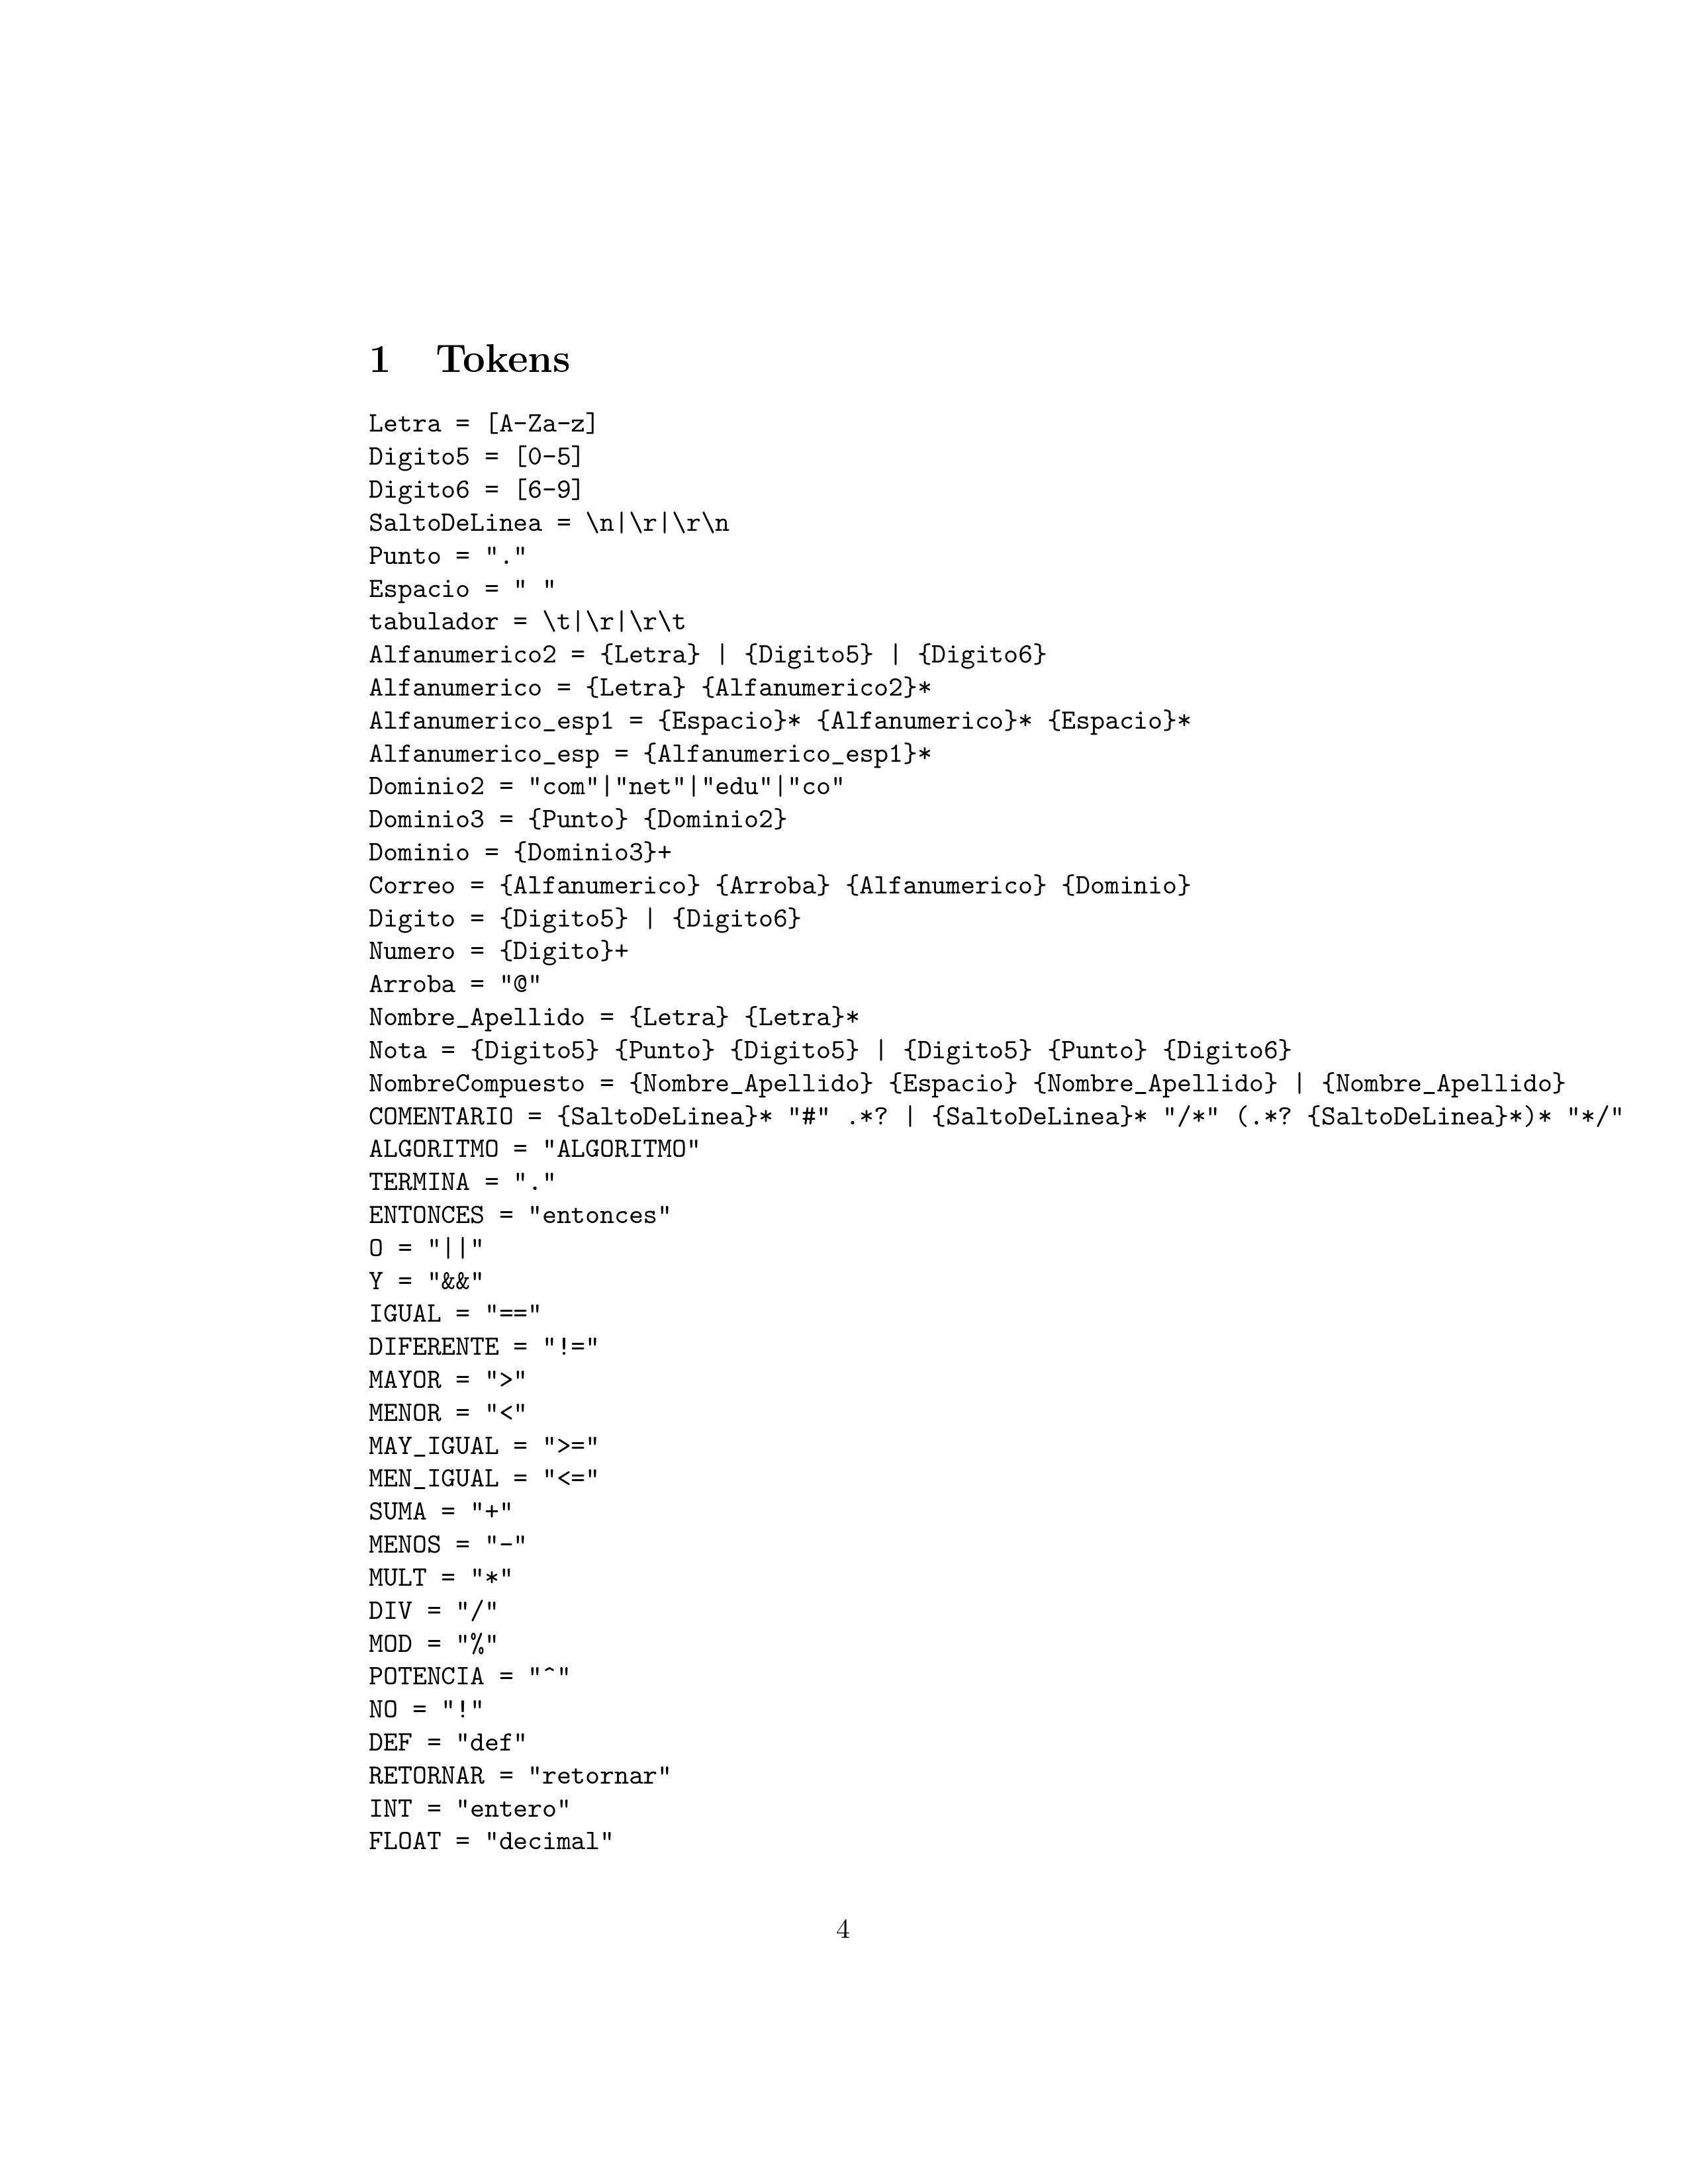 1 Tokens
Letra = [A-Za-z]
Digito5 = [0-5]
Digito6 = [6-9]
SaltoDeLinea = \n|\r|\r\n
Punto = "."
Espacio = " "
tabulador = \t|\r|\r\t
Alfanumerico2 = {Letra} | {Digito5} | {Digito6}
Alfanumerico = {Letra} {Alfanumerico2}*
Alfanumerico_esp1 = {Espacio}* {Alfanumerico}* {Espacio}*
Alfanumerico_esp = {Alfanumerico_esp1}*
Dominio2 = "com"|"net"|"edu"|"co"
Dominio3 = {Punto} {Dominio2}
Dominio = {Dominio3}+
Correo = {Alfanumerico} {Arroba} {Alfanumerico} {Dominio}
Digito = {Digito5} | {Digito6}
Numero = {Digito}+
Arroba = "@"
Nombre_Apellido = {Letra} {Letra}*
Nota = {Digito5} {Punto} {Digito5} | {Digito5} {Punto} {Digito6}
NombreCompuesto = {Nombre_Apellido} {Espacio} {Nombre_Apellido} | {Nombre_Apellido}
COMENTARIO = {SaltoDeLinea}* "#" .*? | {SaltoDeLinea}* "/*" (.*? {SaltoDeLinea}*)* "*/"
ALGORITMO = "ALGORITMO"
TERMINA = "."
ENTONCES = "entonces"
O = "||"
Y = "&&"
IGUAL = "=="
DIFERENTE = "!="
MAYOR = ">"
MENOR = "<"
MAY_IGUAL = ">="
MEN_IGUAL = "<="
SUMA = "+"
MENOS = "-"
MULT = "*"
DIV = "/"
MOD = "%"
POTENCIA = "^"
NO = "!"
DEF = "def"
RETORNAR = "retornar"
INT = "entero"
FLOAT = "decimal"
4